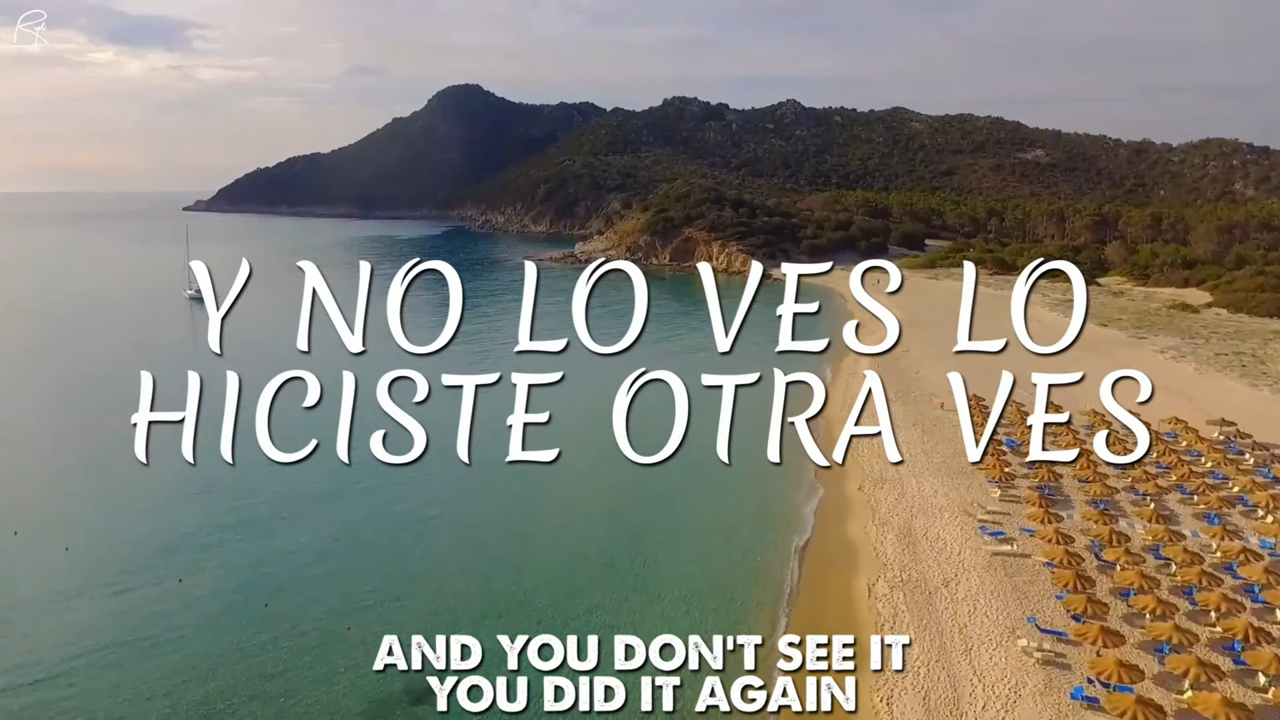 Y NO LO VES LO
HICISTE OTRA VES
AND YOU DON'T SEE IT
YOU DID IT AGAIN